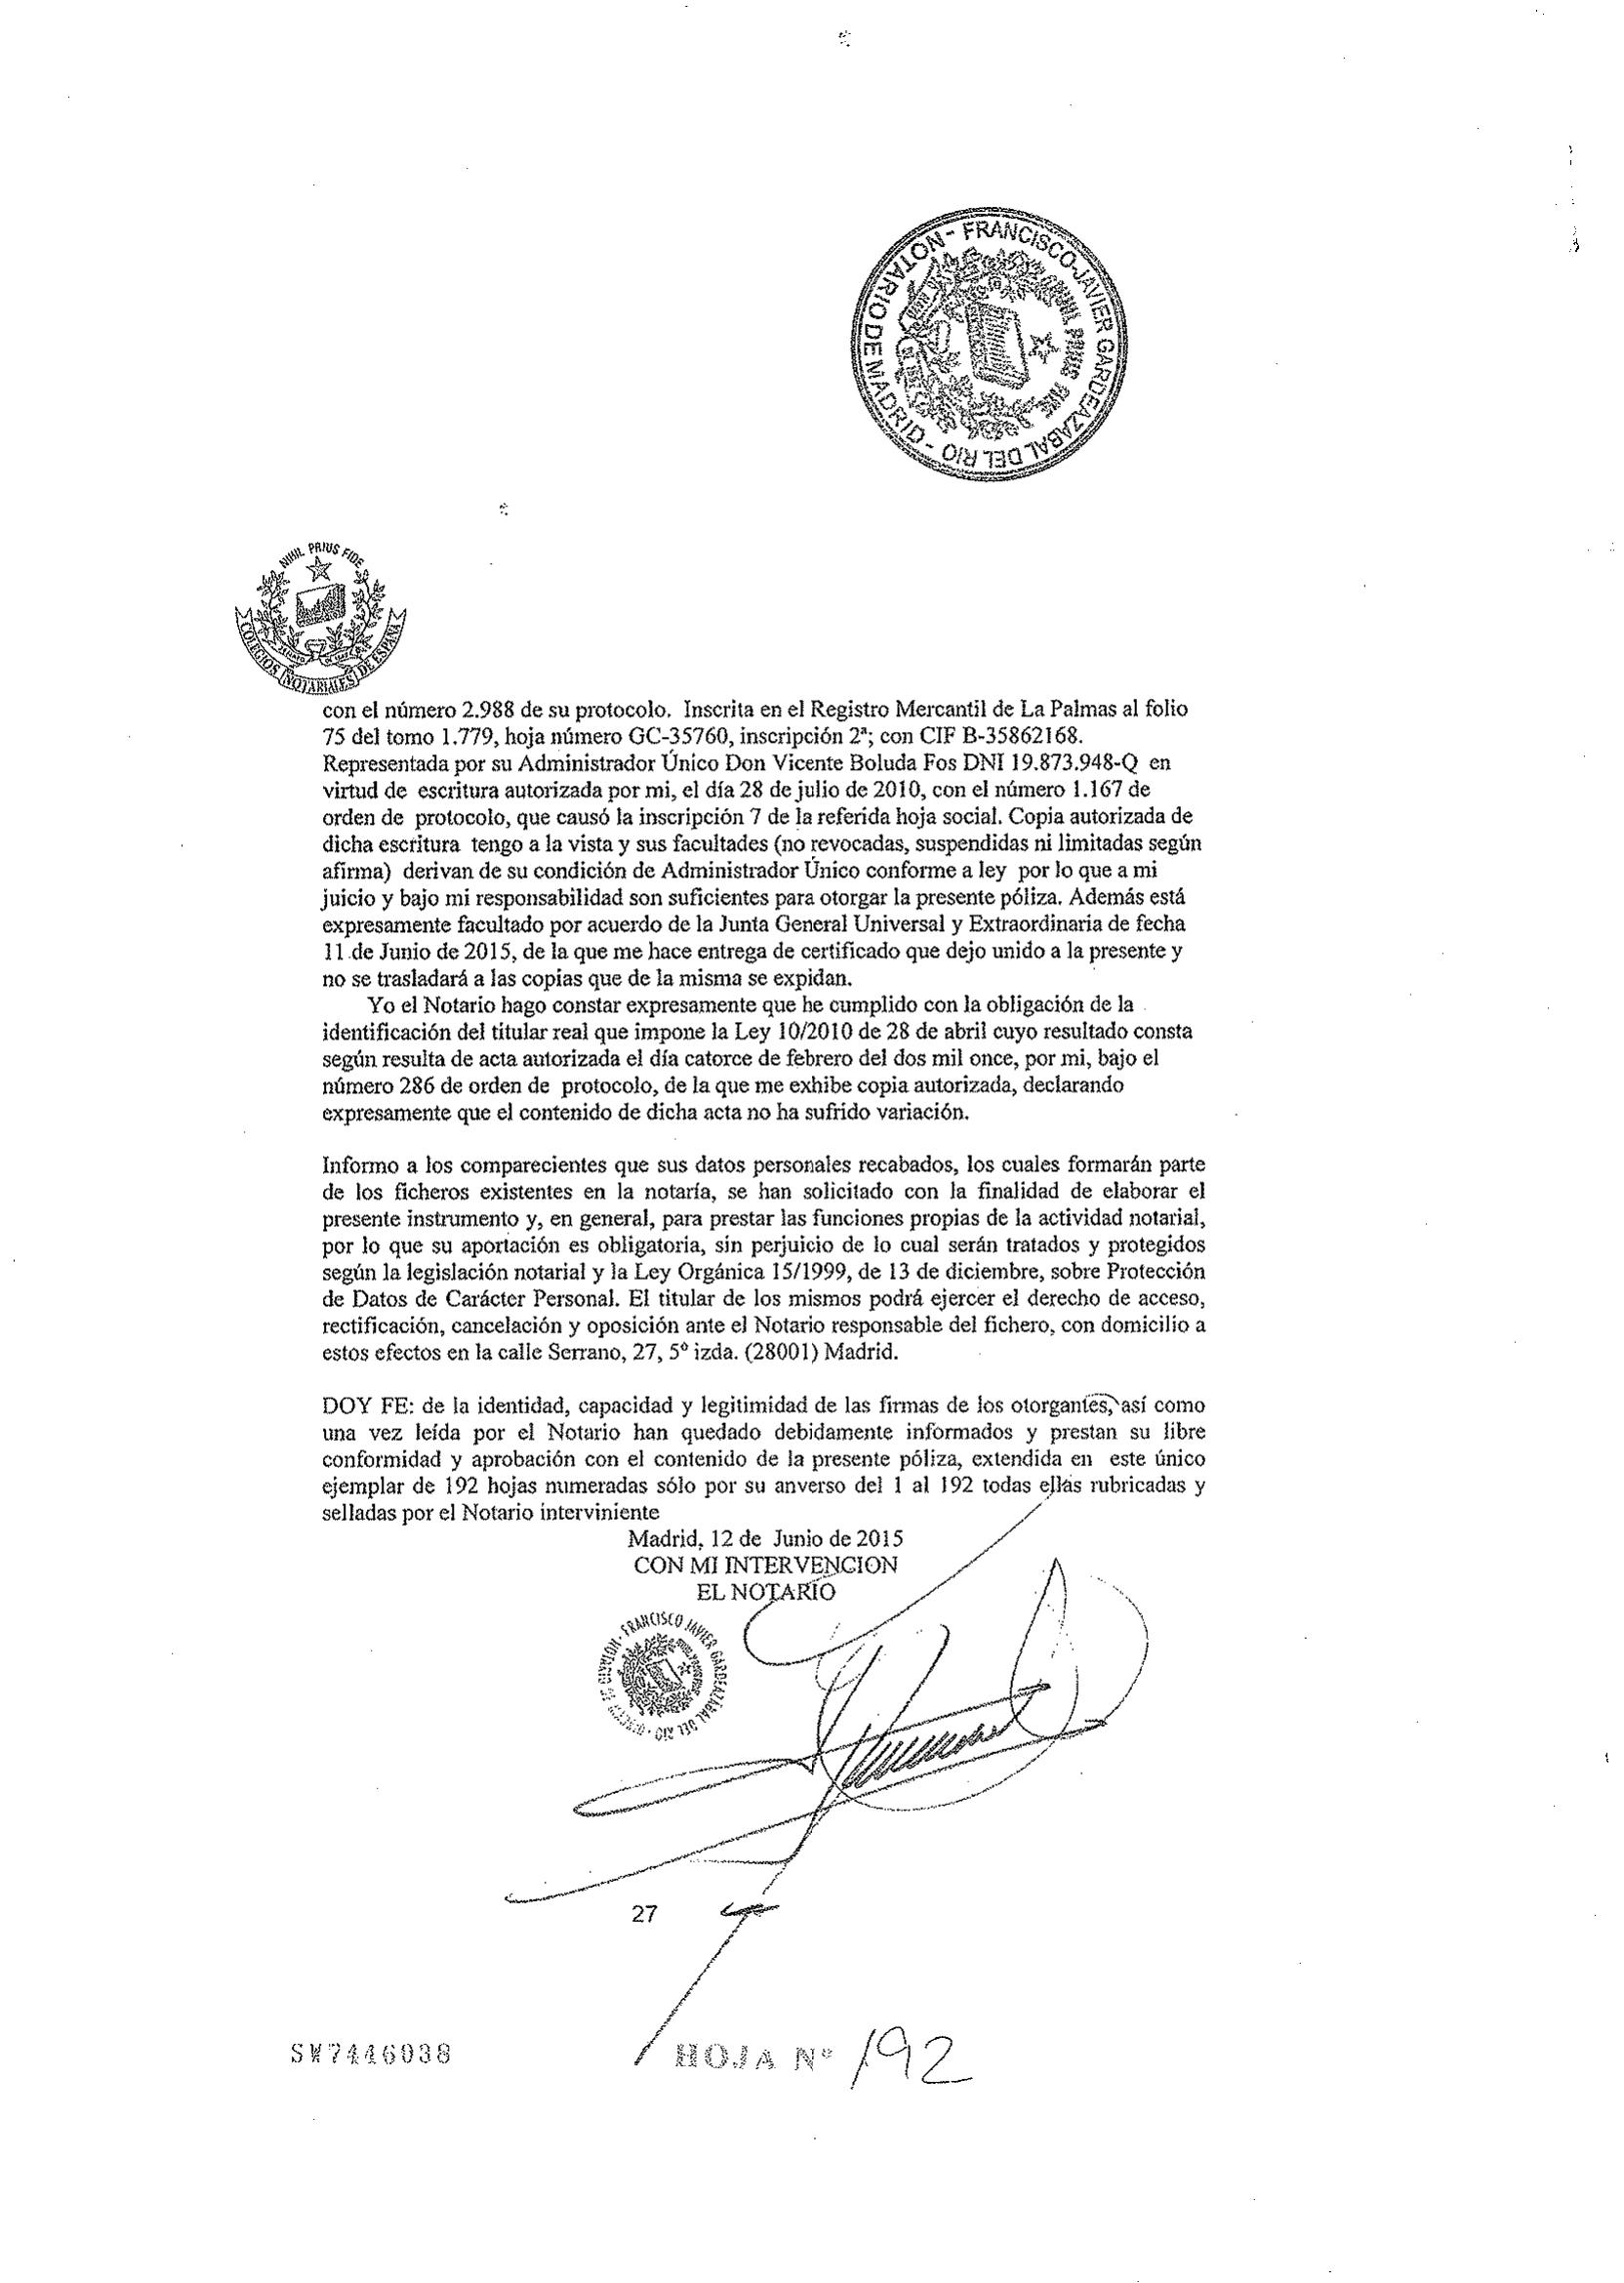 NOTARIO DE MADRID - FRANCISCO-JAVIER GARDEAZABAL DEL RIO -
NIHIL PRIUS FIDE
NIHIL PRIUS FIDE
COLEGIOS NOTARIALES DE ESPAÑA
con el número 2.988 de su protocolo. Inscrita en el Registro Mercantil de La Palmas al folio
75 del tomo 1.779, hoja número GC-35760, inscripción 2ª; con CIF B-35862168.
Representada por su Administrador Único Don Vicente Boluda Fos DNI 19.873.948-Q en
virtud de escritura autorizada por mi, el día 28 de julio de 2010, con el número 1.167 de
orden de protocolo, que causó la inscripción 7 de la referida hoja social. Copia autorizada de
dicha escritura tengo a la vista y sus facultades (no revocadas, suspendidas ni limitadas según
afirma) derivan de su condición de Administrador Único conforme a ley por lo que a mi
juicio y bajo mi responsabilidad son suficientes para otorgar la presente póliza. Además está
expresamente facultado por acuerdo de la Junta General Universal y Extraordinaria de fecha
11 de Junio de 2015, de la que me hace entrega de certificado que dejo unido a la presente y
no se trasladará a las copias que de la misma se expidan.
Yo el Notario hago constar expresamente que he cumplido con la obligación de la
identificación del titular real que impone la Ley 10/2010 de 28 de abril cuyo resultado consta
según resulta de acta autorizada el día catorce de febrero del dos mil once, por mi, bajo el
número 286 de orden de protocolo, de la que me exhibe copia autorizada, declarando
expresamente que el contenido de dicha acta no ha sufrido variación.
Informo a los comparecientes que sus datos personales recabados, los cuales formarán parte
de los ficheros existentes en la notaría, se han solicitado con la finalidad de elaborar el
presente instrumento y, en general, para prestar las funciones propias de la actividad notarial,
por lo que su aportación es obligatoria, sin perjuicio de lo cual serán tratados y protegidos
según la legislación notarial y la Ley Orgánica 15/1999, de 13 de diciembre, sobre Protección
de Datos de Carácter Personal. El titular de los mismos podrá ejercer el derecho de acceso,
rectificación, cancelación y oposición ante el Notario responsable del fichero, con domicilio a
estos efectos en la calle Serrano, 27, 5º izda. (28001) Madrid.
DOY FE: de la identidad, capacidad y legitimidad de las firmas de los otorgantes, así como
una vez leída por el Notario han quedado debidamente informados y prestan su libre
conformidad y aprobación con el contenido de la presente póliza, extendida en este único
ejemplar de 192 hojas numeradas sólo por su anverso del 1 al 192 todas ellas rubricadas y
selladas por el Notario interviniente
Madrid, 12 de Junio de 2015
CON MI INTERVENCION
EL NOTARIO
FRANCISCO JAVIER GARDEAZABAL DEL RIO
27
SW7446038
HOJA Nº 192